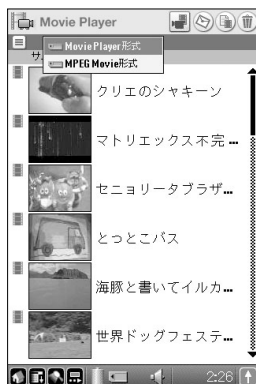 Movie Player
Movie Player形式
MPEG Movie形式
サ
クリエのシャキーン
マトリエックス不完 ...
セニョリータブラザ...
とっとこバス
海豚と書いてイルカ...
世界ドッグフェステ...
2:26